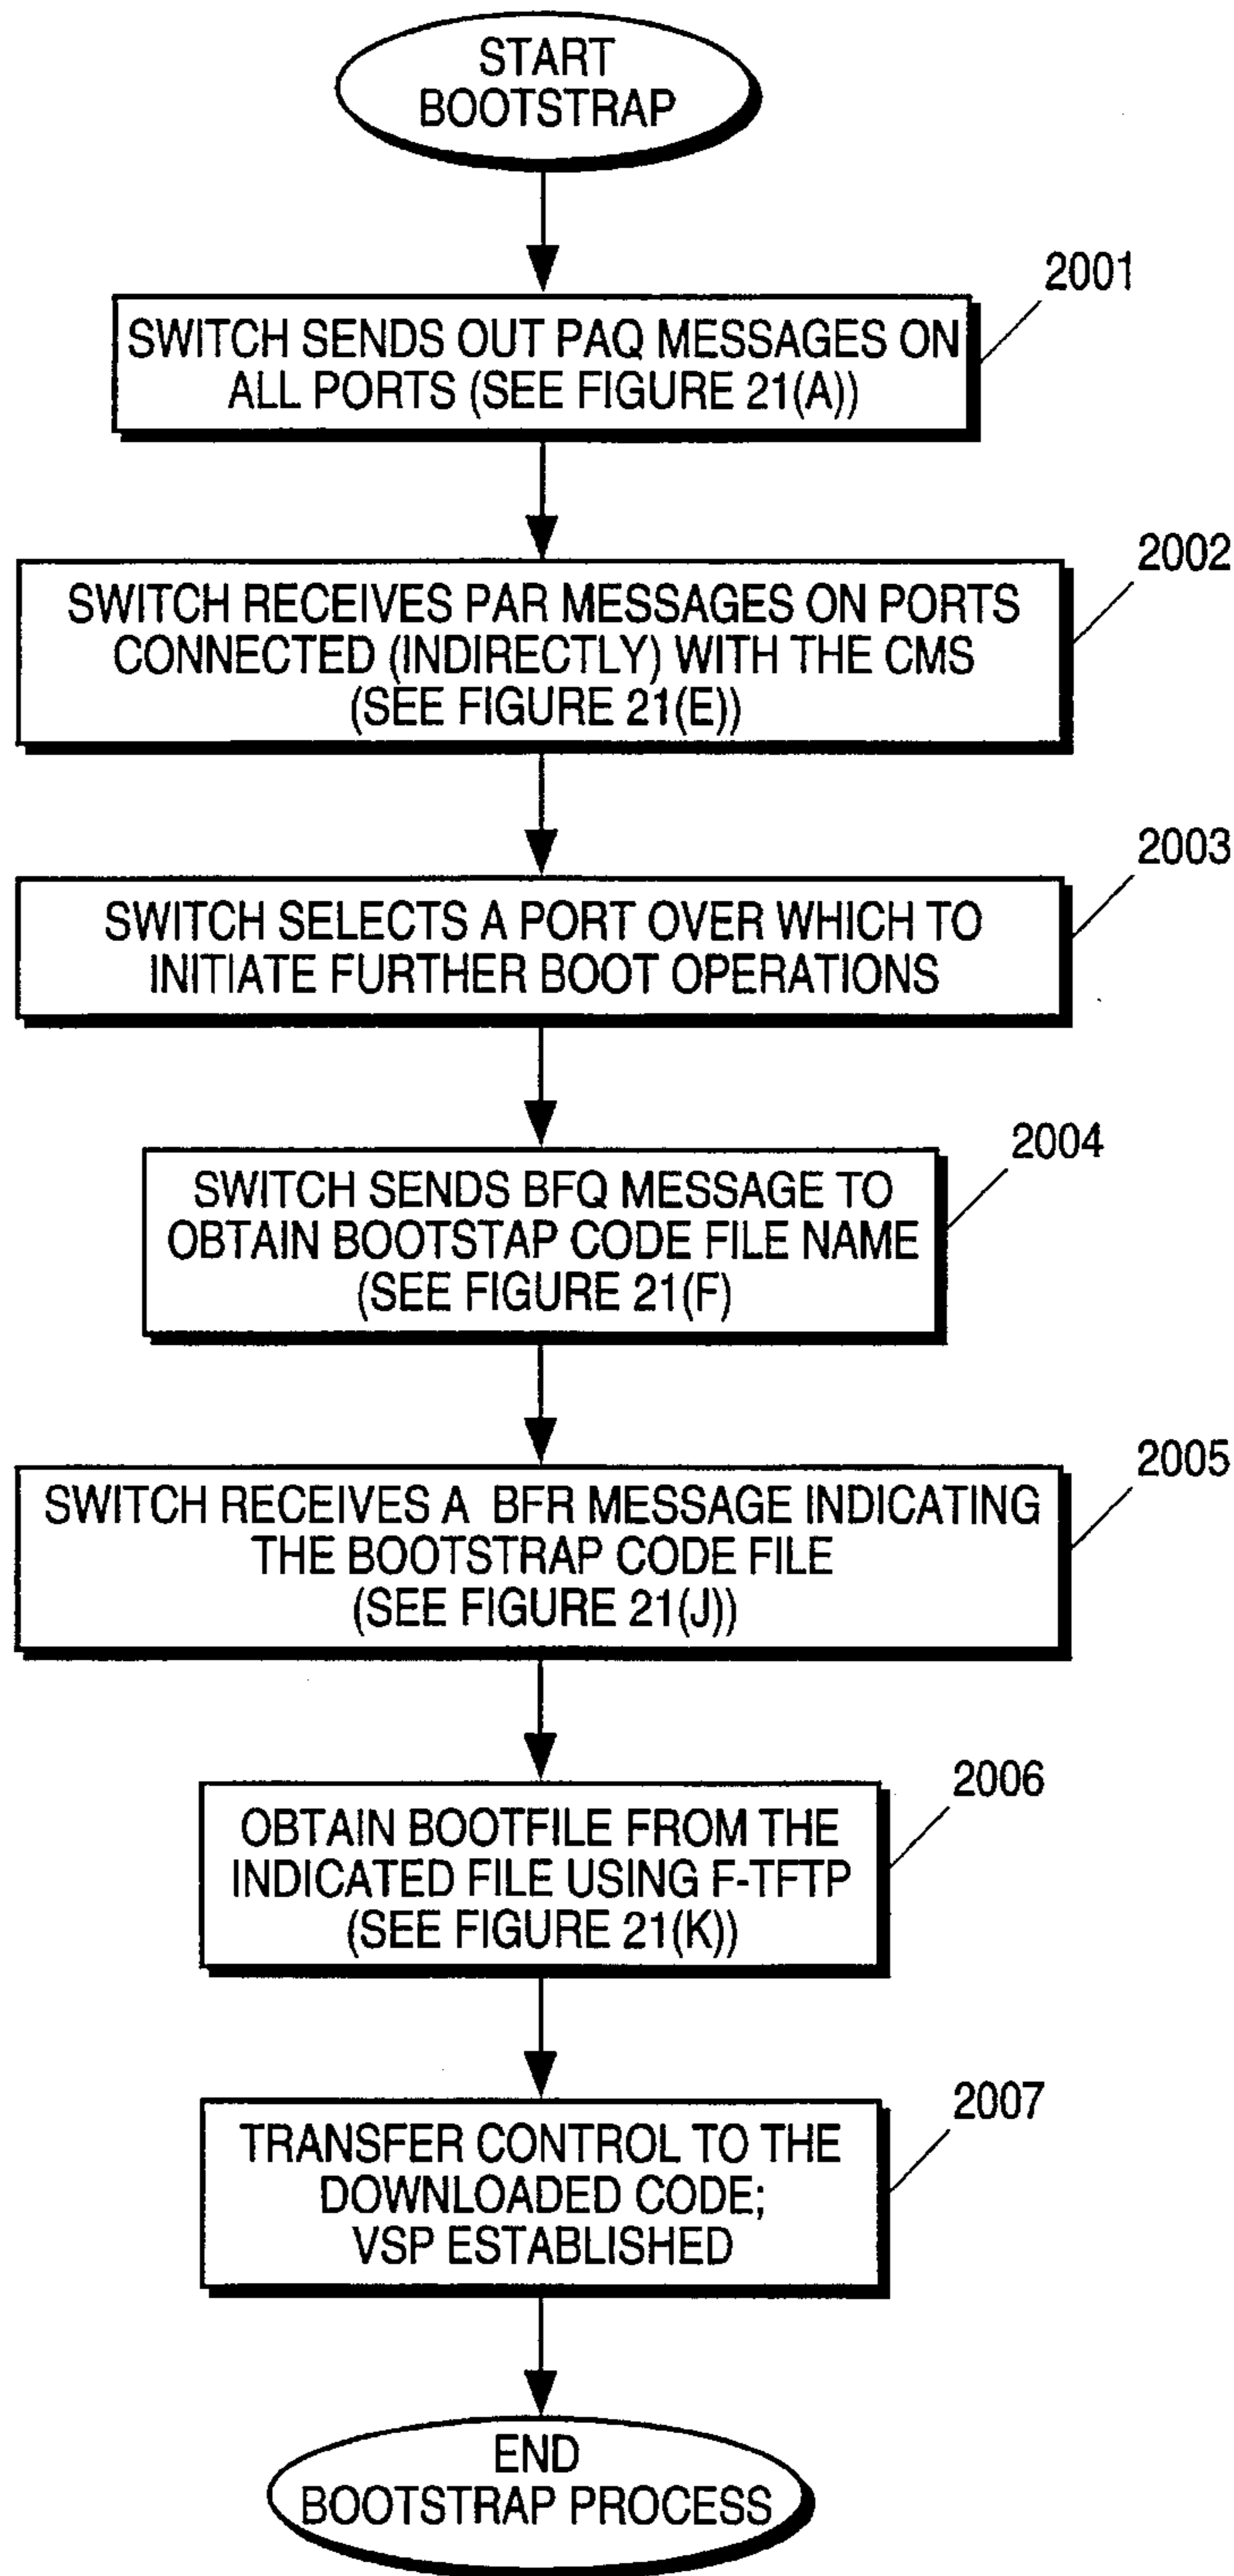 START
BOOTSTRAP
2001
SWITCH SENDS OUT PAQ MESSAGES ON
ALL PORTS (SEE FIGURE 21(A))
2002
SWITCH RECEIVES PAR MESSAGES ON PORTS
CONNECTED (INDIRECTLY) WITH THE CMS
(SEE FIGURE 21(E))
2003
SWITCH SELECTS A PORT OVER WHICH TO
INITIATE FURTHER BOOT OPERATIONS
2004
SWITCH SENDS BFQ MESSAGE TO
OBTAIN BOOTSTAP CODE FILE NAME
(SEE FIGURE 21(F)
2005
SWITCH RECEIVES A BFR MESSAGE INDICATING
THE BOOTSTRAP CODE FILE
(SEE FIGURE 21(J))
2006
OBTAIN BOOTFILE FROM THE
INDICATED FILE USING F-TFTP
(SEE FIGURE 21(K))
2007
TRANSFER CONTROL TO THE
DOWNLOADED CODE;
VSP ESTABLISHED
END
BOOTSTRAP PROCESS